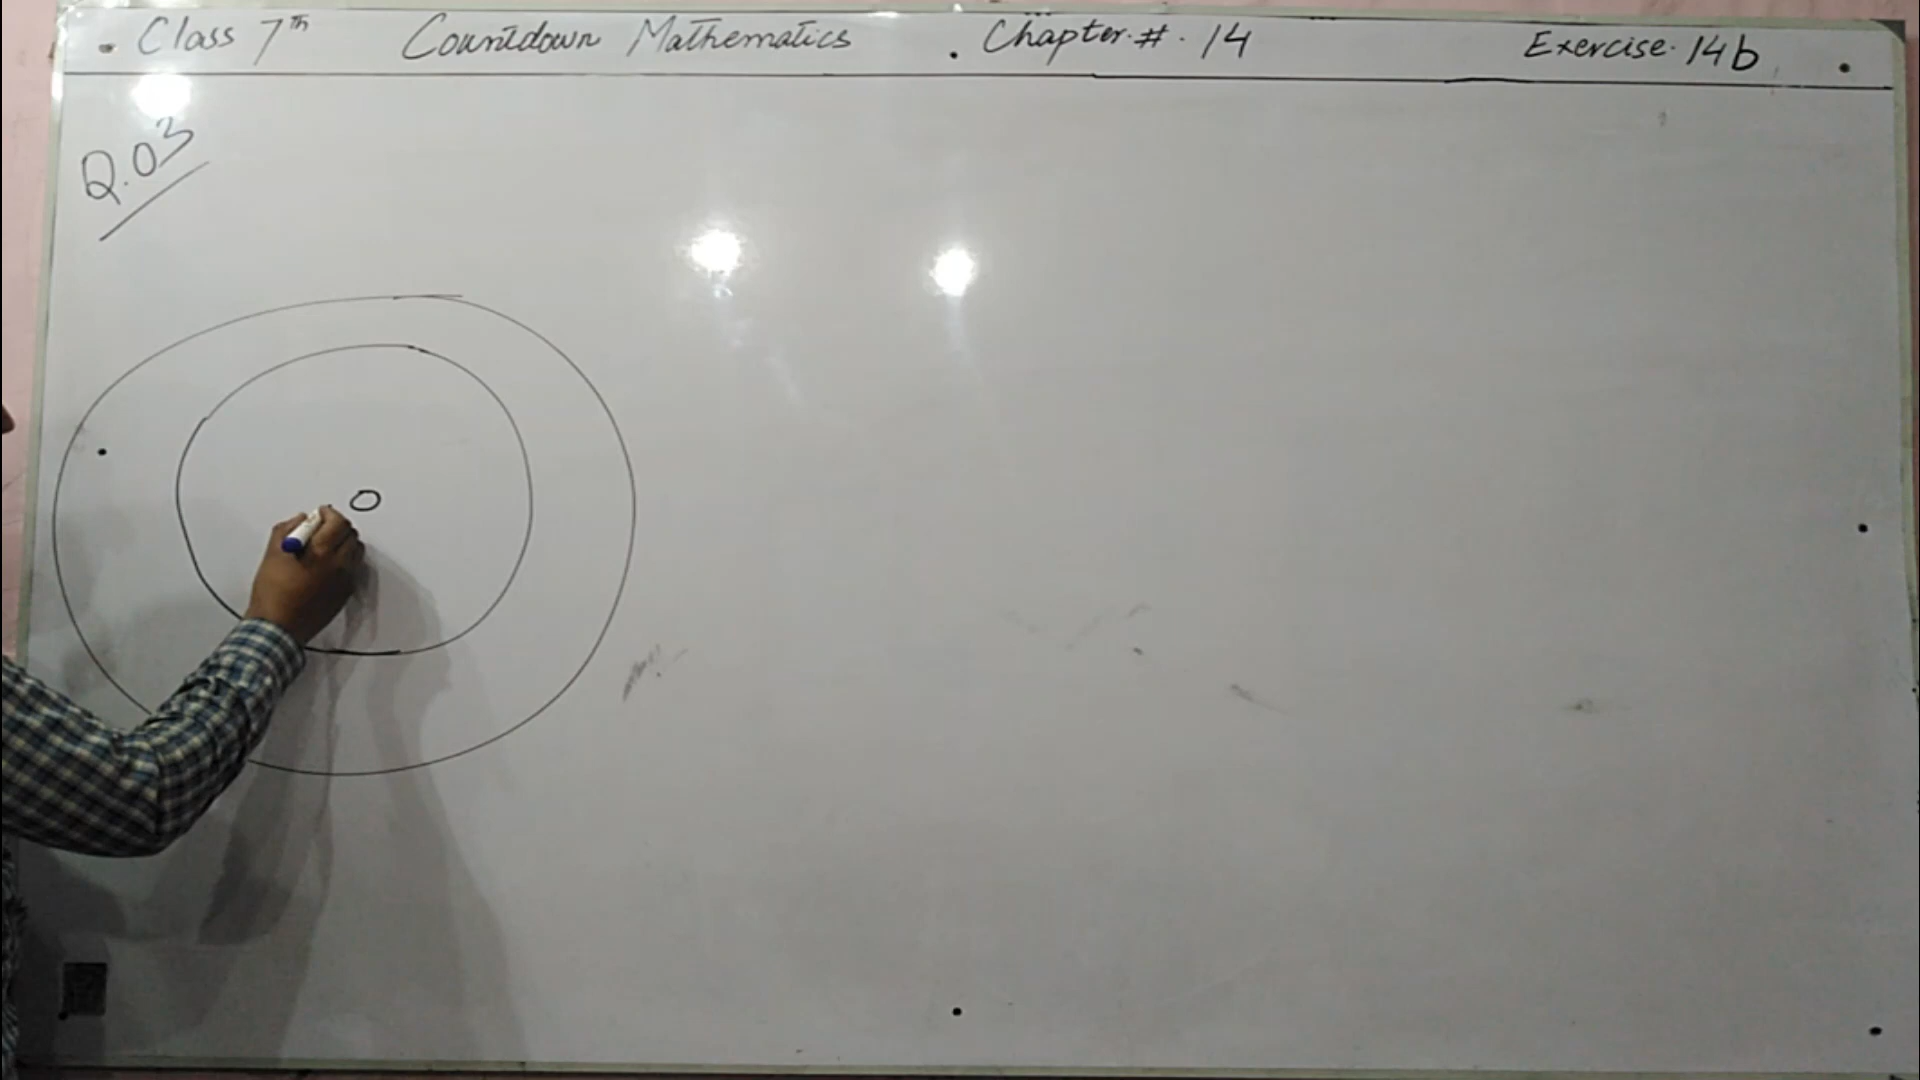 Class 7th Countdown Mathematics . Chapter.#. 14 Exercise. 14b
Q.03
O